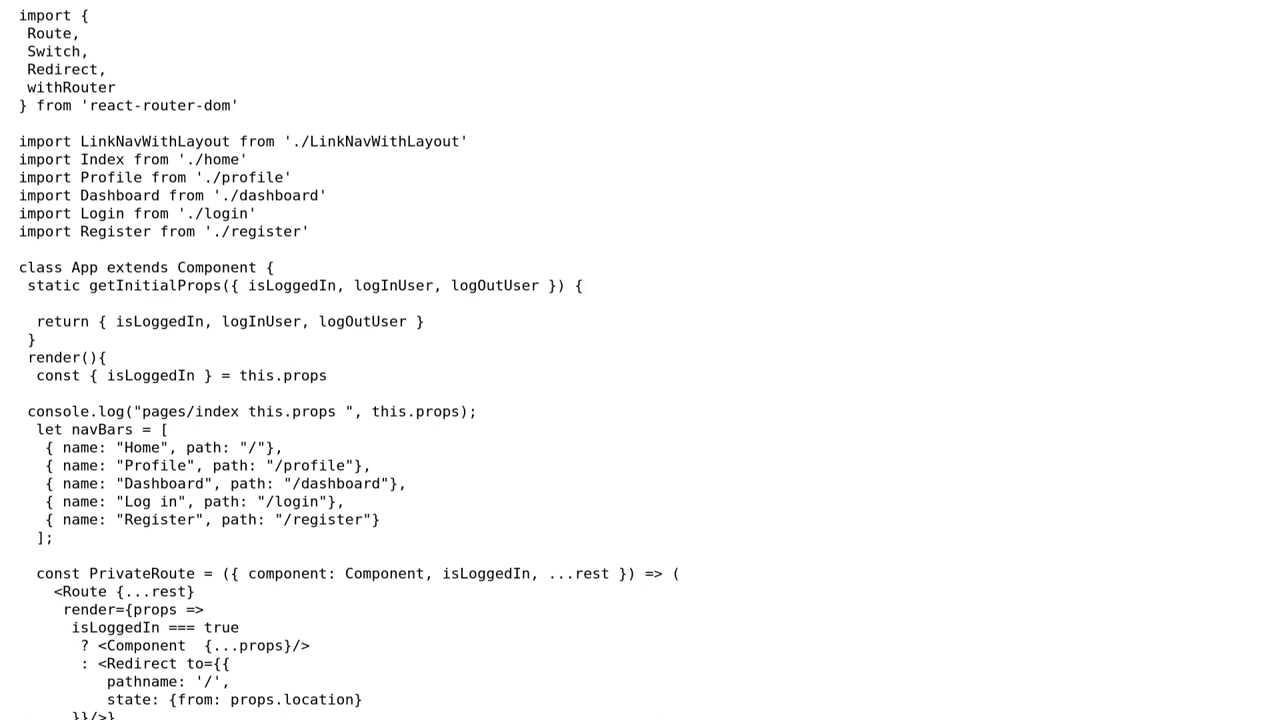 import {
 Route,
 Switch,
 Redirect,
 withRouter
} from 'react-router-dom'

import LinkNavWithLayout from './LinkNavWithLayout'
import Index from './home'
import Profile from './profile'
import Dashboard from './dashboard'
import Login from './login'
import Register from './register'

class App extends Component {
 static getInitialProps({ isLoggedIn, logInUser, logOutUser }) {

  return { isLoggedIn, logInUser, logOutUser }
 }
 render(){
  const { isLoggedIn } = this.props

 console.log("pages/index this.props ", this.props);
  let navBars = [
   { name: "Home", path: "/"},
   { name: "Profile", path: "/profile"},
   { name: "Dashboard", path: "/dashboard"},
   { name: "Log in", path: "/login"},
   { name: "Register", path: "/register"}
  ];

  const PrivateRoute = ({ component: Component, isLoggedIn, ...rest }) => (
    <Route {...rest}
     render={props =>
      isLoggedIn === true
       ? <Component  {...props}/>
       : <Redirect to={{
          pathname: '/',
          state: {from: props.location}
      }}/>}